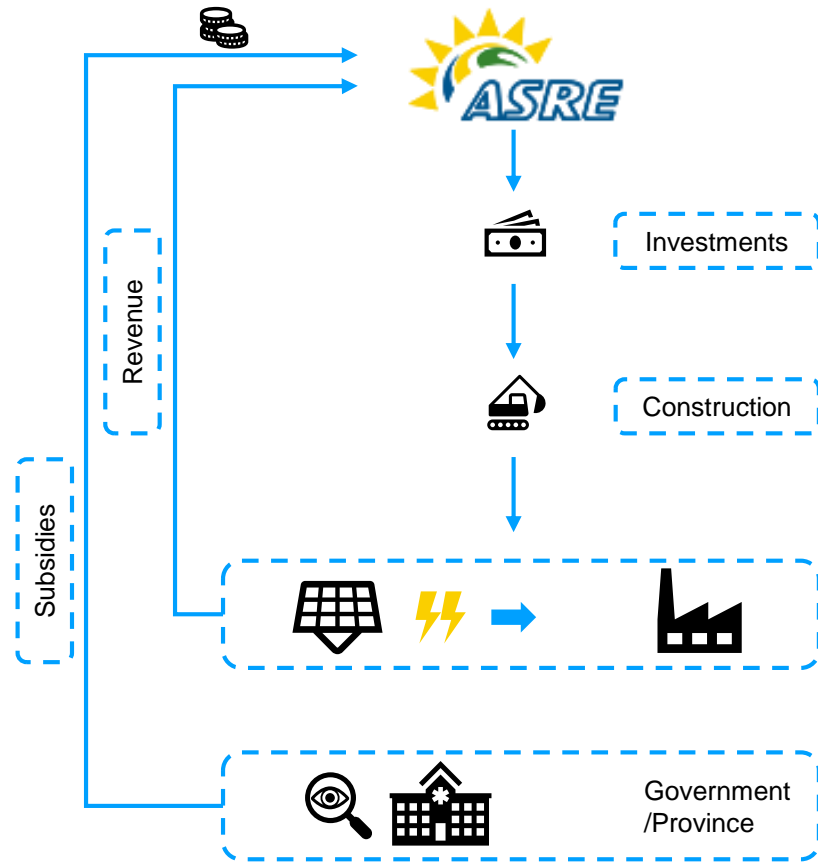 ASRE
Investments
Revenue
Construction
Subsidies
Government
/Province